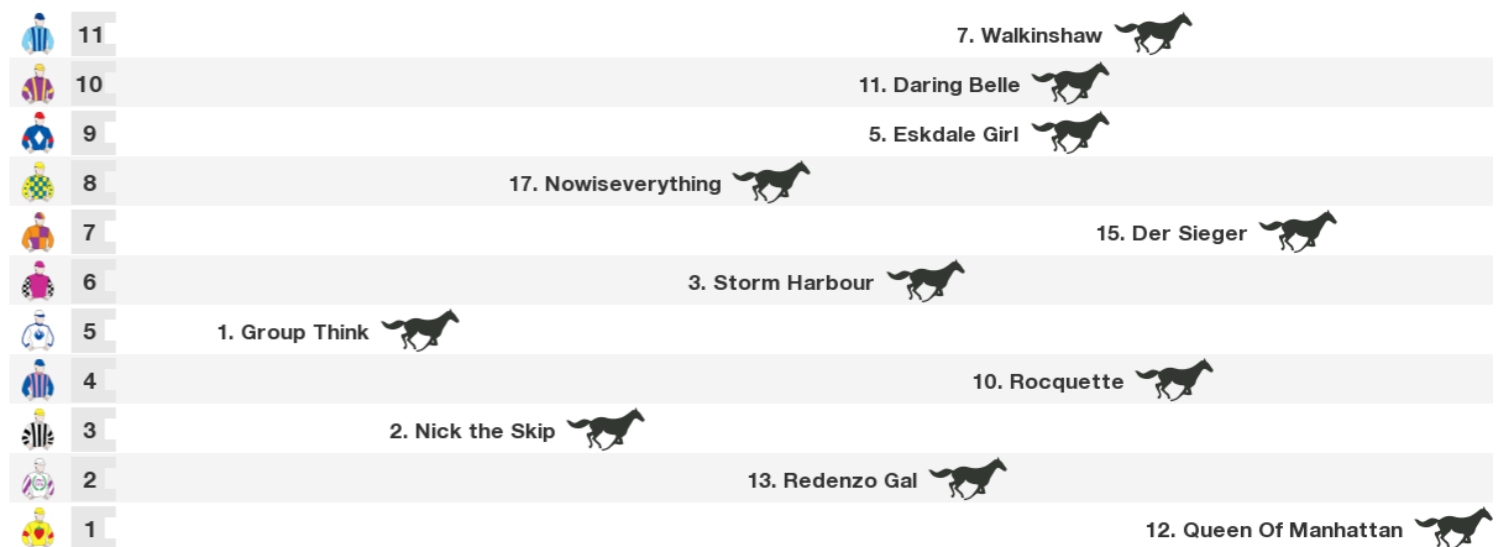 11 7. Walkinshaw
10 11. Daring Belle
9 5. Eskdale Girl
8 17. Nowiseverything
7 15. Der Sieger
6 3. Storm Harbour
5 1. Group Think
4 10. Rocquette
3 2. Nick the Skip
2 13. Redenzo Gal
1 12. Queen Of Manhattan